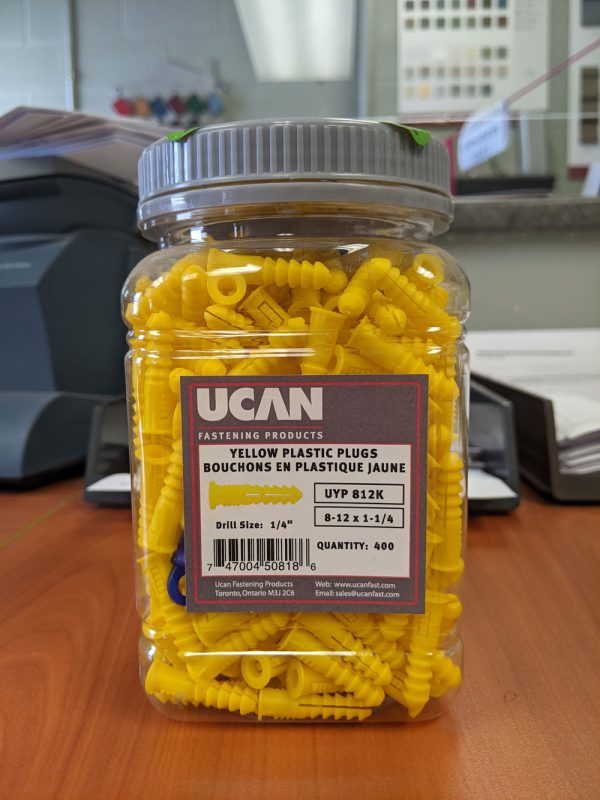 UCAN
FASTENING PRODUCTS
YELLOW PLASTIC PLUGS
BOUCHONS EN PLASTIQUE JAUNE
UYP 812K
8-12 x 1-1/4
Drill Size: 1/4"
QUANTITY: 400
7 47004 50818 6
Ucan Fastening Products
Toronto, Ontario M3J 2C6
Web: www.ucanfast.com
Email: sales@ucanfast.com